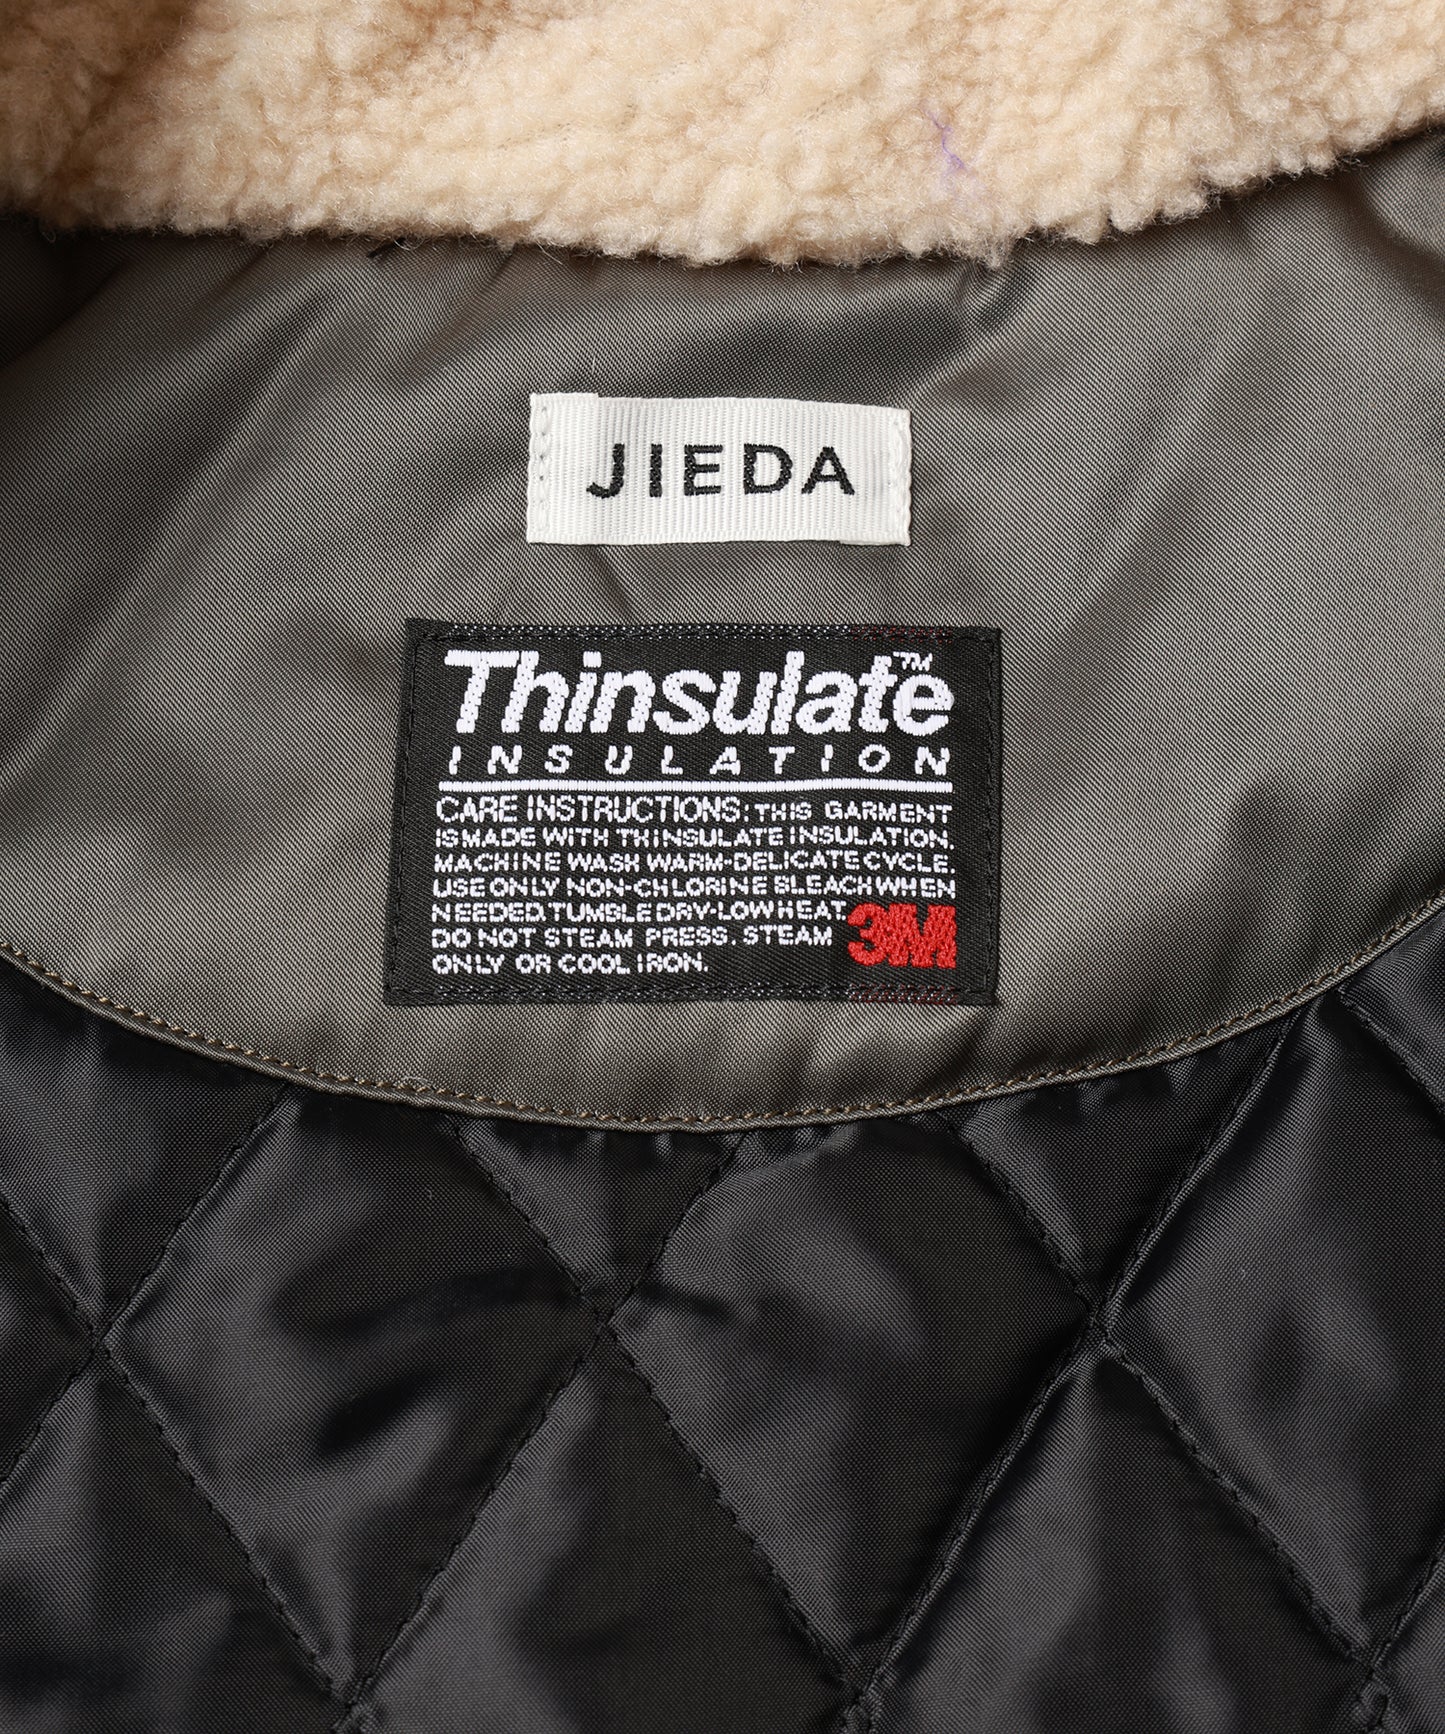 JIEDA
Thinsulate™
INSULATION
CARE INSTRUCTIONS: THIS GARMENT
IS MADE WITH THINSULATE INSULATION.
MACHINE WASH WARM-DELICATE CYCLE.
USE ONLY NON-CHLORINE BLEACH WHEN
NEEDED. TUMBLE DRY-LOW HEAT.
DO NOT STEAM PRESS. STEAM
ONLY OR COOL IRON.
3M